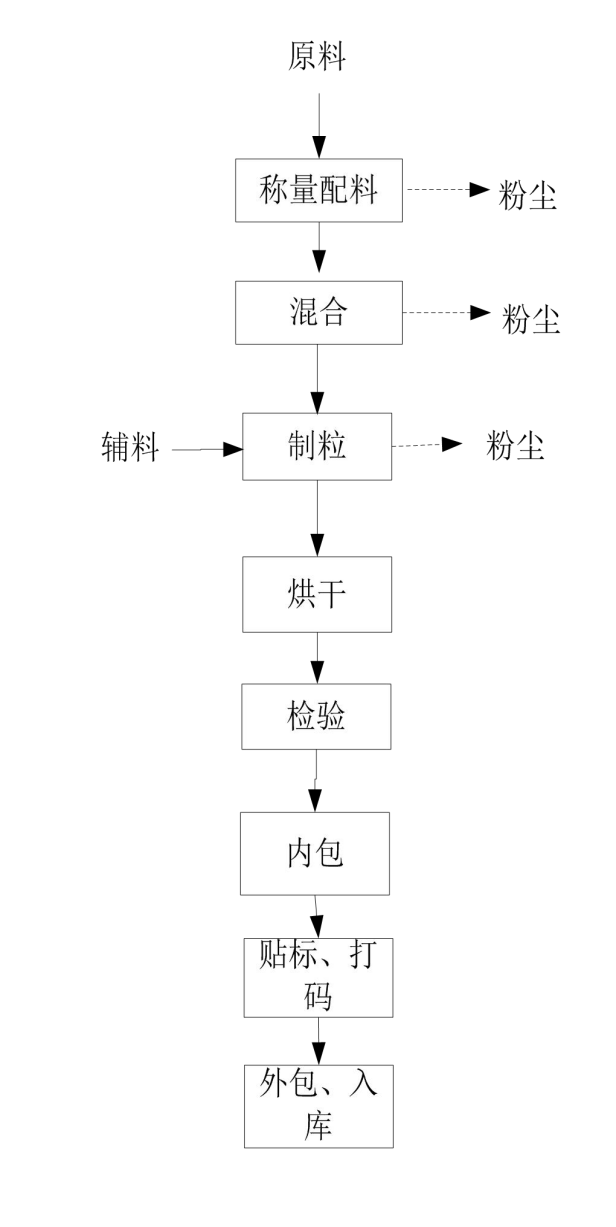 原料
称量配料
粉尘
混合
粉尘
辅料
制粒
粉尘
烘干
检验
内包
贴标、打
码
外包、入
库